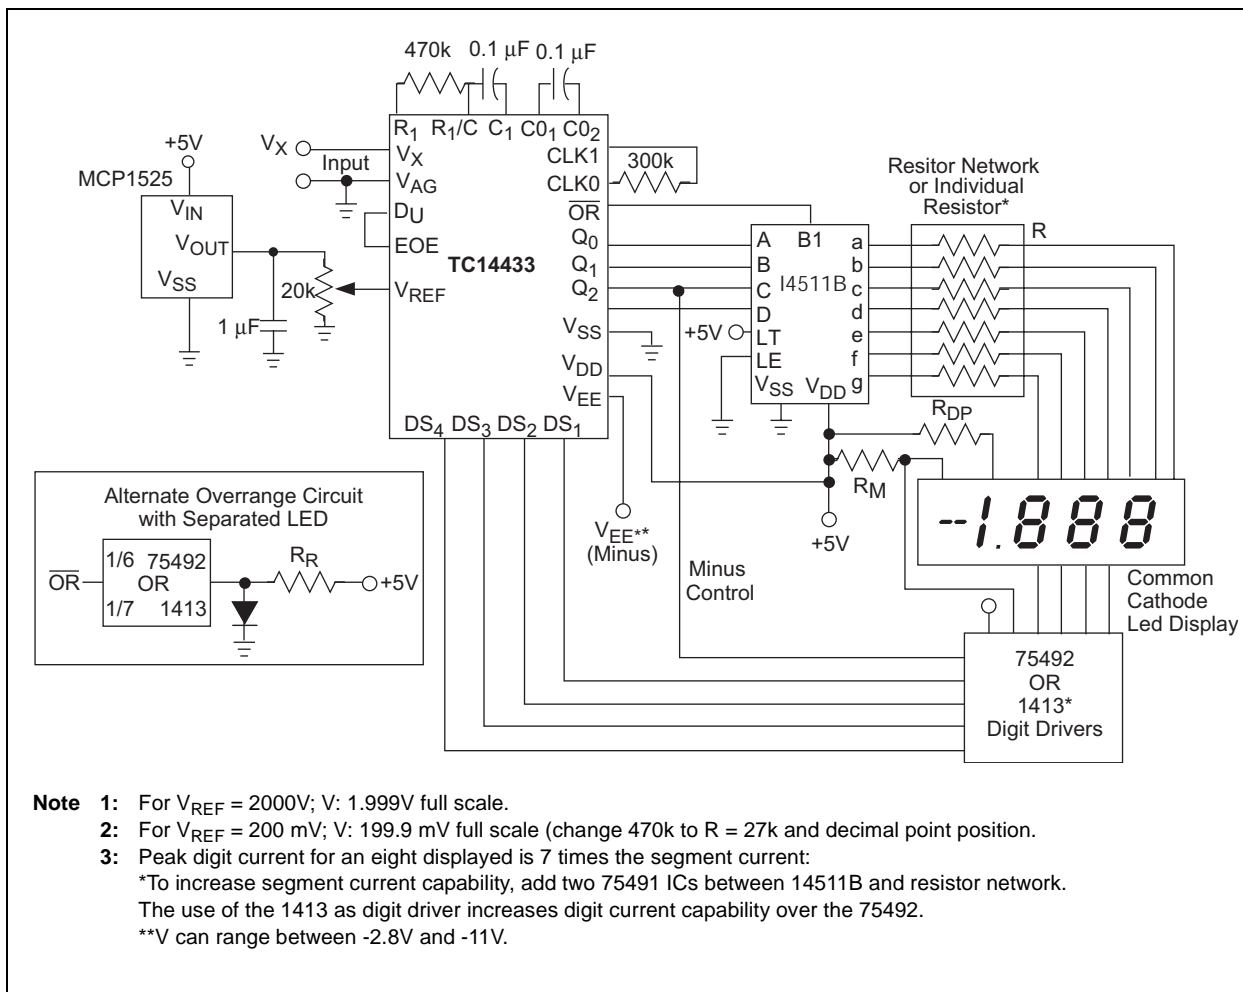 470k 0.1 μF 0.1 μF
R1 R1/C C1 C01 C02
+5V
MCP1525
VIN
VOUT
VSS
20k
1 μF
VX
Input
VX
VAG
DU
EOE
VREF
TC14433
CLK1
CLK0
300k
OR
Q0
Q1
Q2
VSS
VDD
VEE
DS4 DS3 DS2 DS1
A B1 a
B b
C I4511B c
D d
LT e
LE f
VSS VDD g
+5V
Resitor Network
or Individual
Resistor*
R
RDP
RM
+5V
VEE**
(Minus)
Minus
Control
--1.888
Common
Cathode
Led Display
75492
OR
1413*
Digit Drivers
Alternate Overrange Circuit
with Separated LED
OR
1/6 75492
OR
1/7 1413
RR
+5V
Note 1: For VREF = 2000V; V: 1.999V full scale.
2: For VREF = 200 mV; V: 199.9 mV full scale (change 470k to R = 27k and decimal point position.
3: Peak digit current for an eight displayed is 7 times the segment current:
*To increase segment current capability, add two 75491 ICs between 14511B and resistor network.
The use of the 1413 as digit driver increases digit current capability over the 75492.
**V can range between -2.8V and -11V.